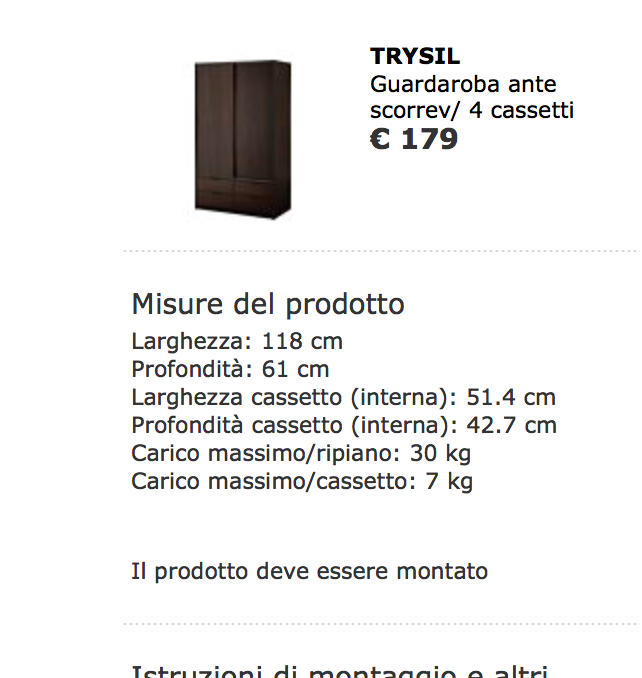 TRYSIL
Guardaroba ante
scorrev/ 4 cassetti
€ 179
Misure del prodotto
Larghezza: 118 cm
Profondità: 61 cm
Larghezza cassetto (interna): 51.4 cm
Profondità cassetto (interna): 42.7 cm
Carico massimo/ripiano: 30 kg
Carico massimo/cassetto: 7 kg
Il prodotto deve essere montato
Istruzioni di montaggio e altri